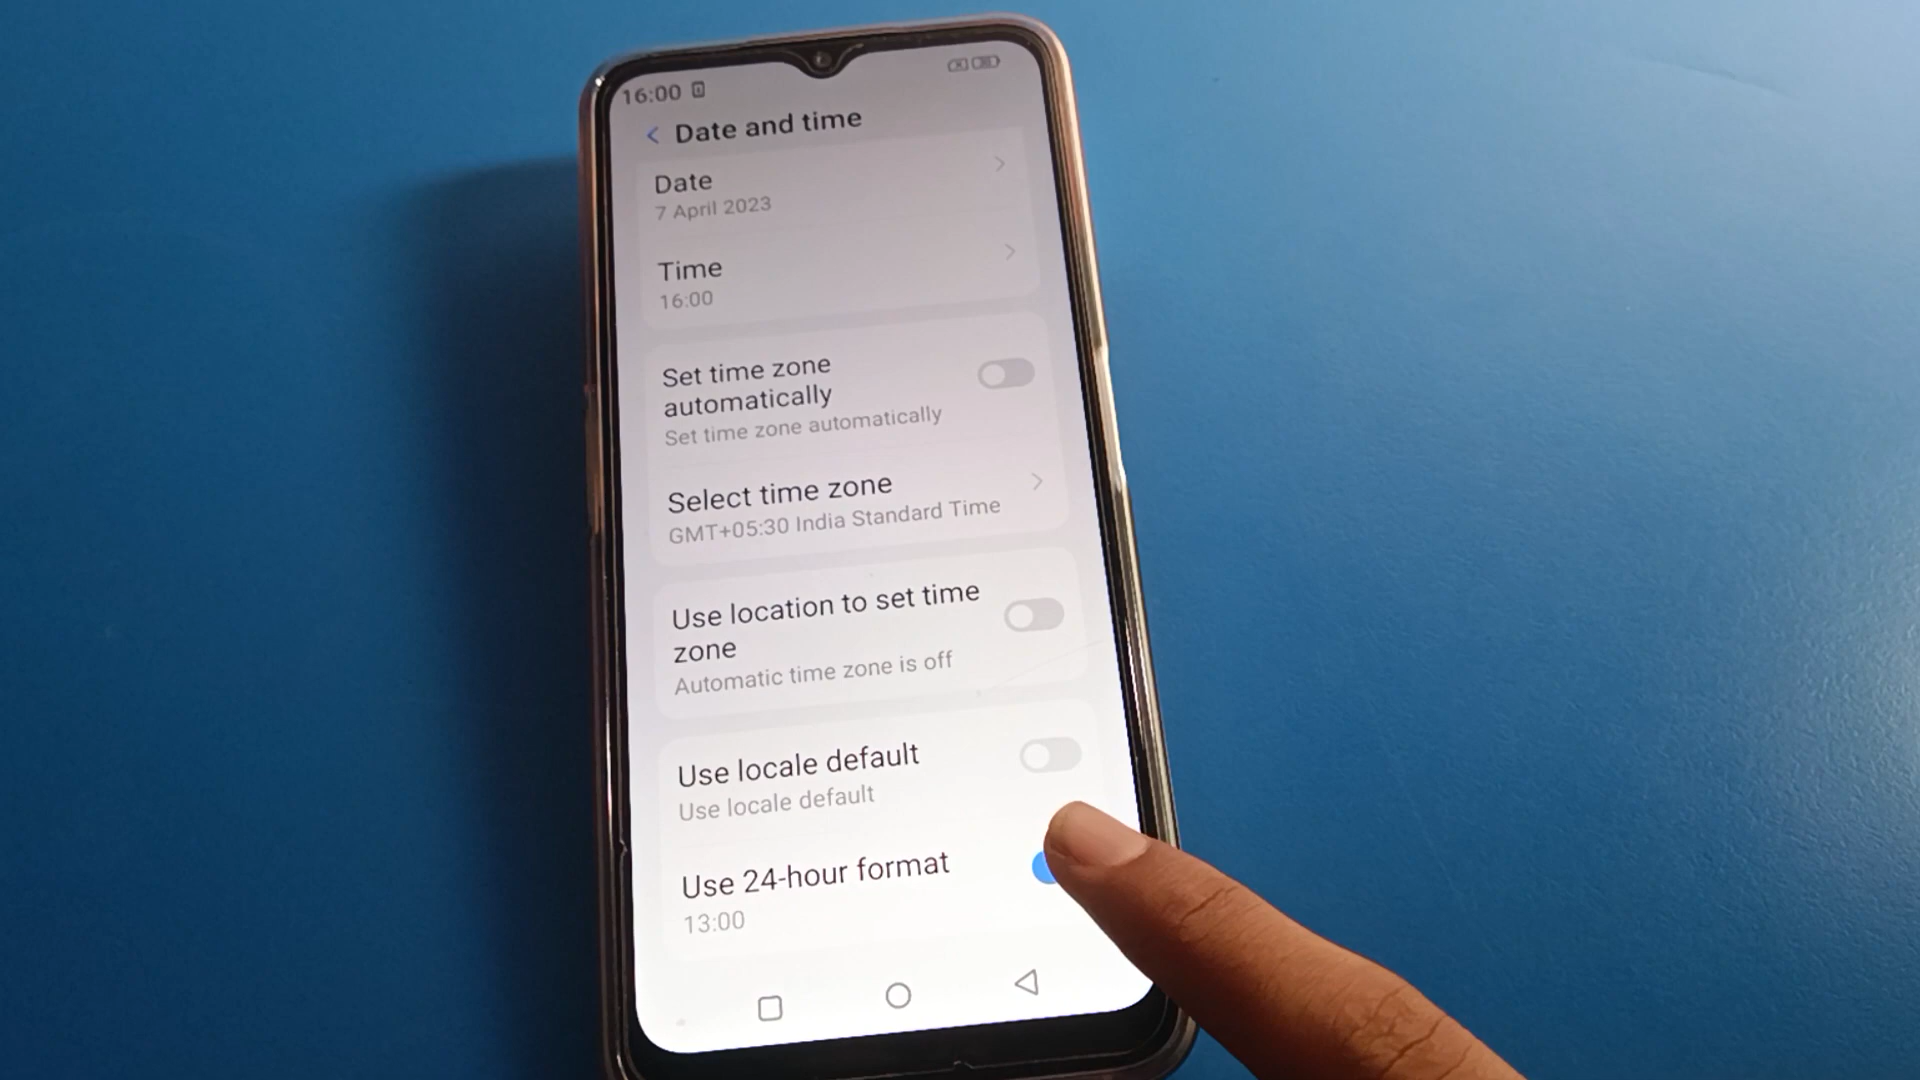 16:00
Date and time
Date
7 April 2023
Time
16:00
Set time zone
automatically
Set time zone automatically
Select time zone
GMT+05:30 India Standard Time
Use location to set time
zone
Automatic time zone is off
Use locale default
Use locale default
Use 24-hour format
13:00